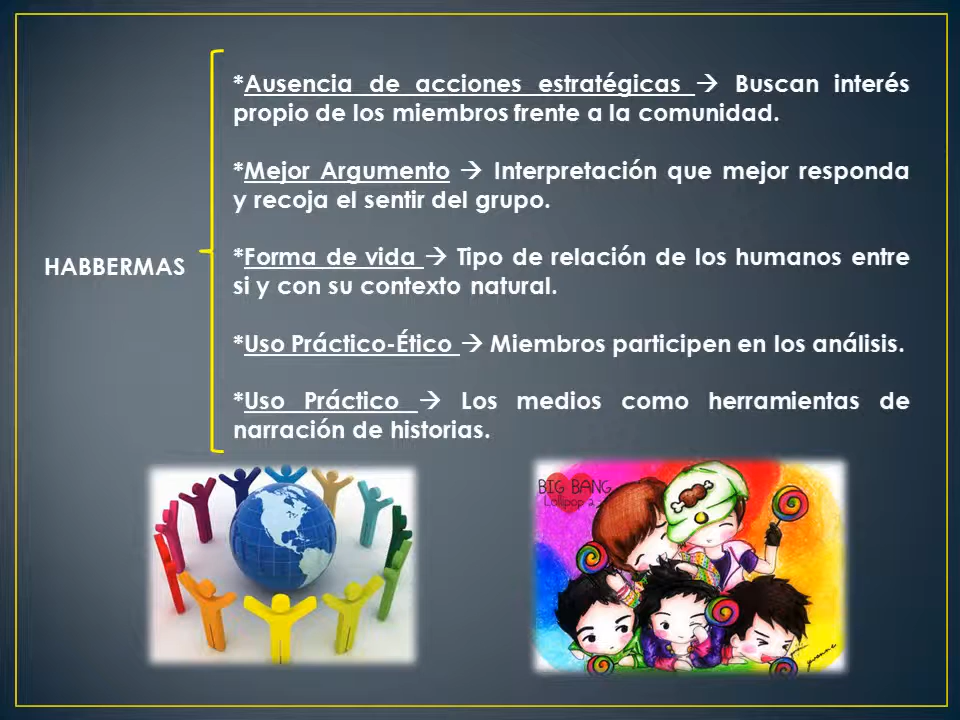 *Ausencia de acciones estratégicas → Buscan interés
propio de los miembros frente a la comunidad.
*Mejor Argumento → Interpretación que mejor responda
y recoja el sentir del grupo.
HABBERMAS
*Forma de vida → Tipo de relación de los humanos entre
si y con su contexto natural.
*Uso Práctico-Ético → Miembros participen en los análisis.
*Uso Práctico → Los medios como herramientas de
narración de historias.
BIG BANG
Lollipop 2